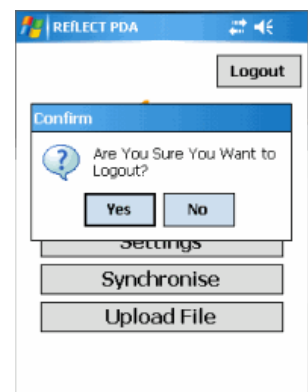 REfLECT PDA
Logout
Confirm
Are You Sure You Want to
Logout?
Yes
No
Settings
Synchronise
Upload File